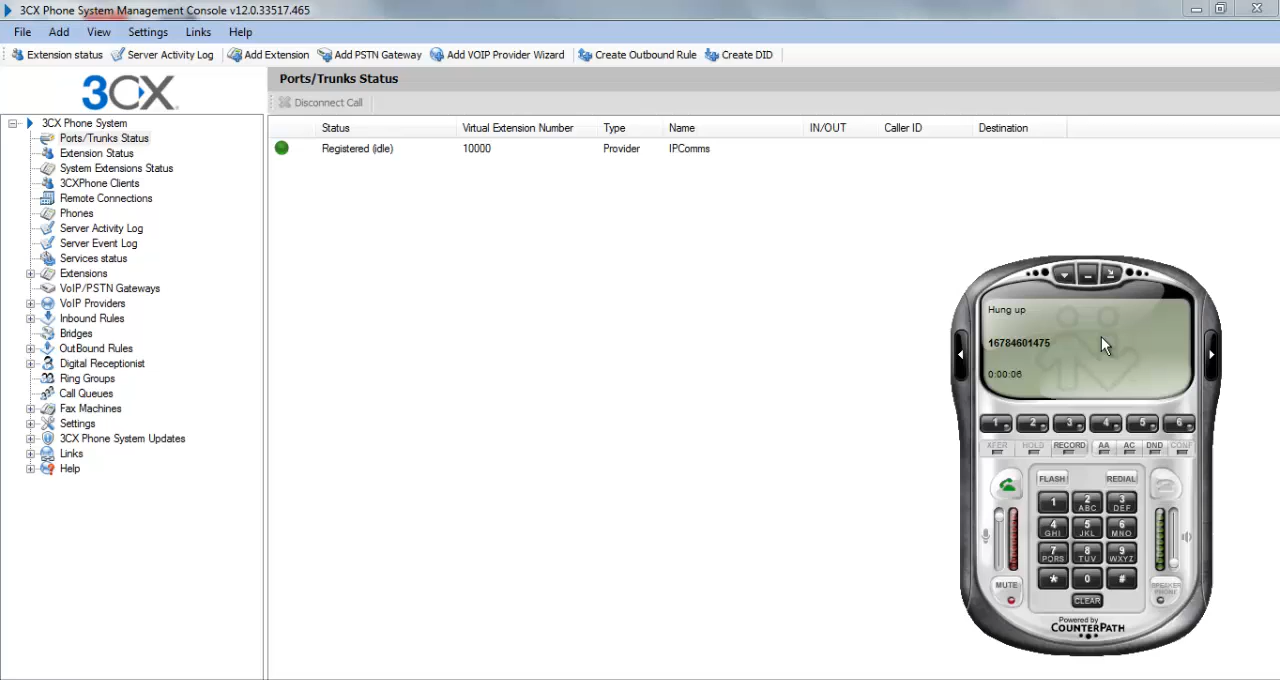 3CX Phone System Management Console v12.0.33517.465
File Add View Settings Links Help
Extension status Server Activity Log Add Extension Add PSTN Gateway Add VOIP Provider Wizard Create Outbound Rule Create DID
3CX
Ports/Trunks Status
Disconnect Call
Status Virtual Extension Number Type Name IN/OUT Caller ID Destination
Registered (idle) 10000 Provider IPComms
3CX Phone System
Ports/Trunks Status
Extension Status
System Extensions Status
3CXPhone Clients
Remote Connections
Phones
Server Activity Log
Server Event Log
Services status
Extensions
VoIP/PSTN Gateways
VoIP Providers
Inbound Rules
Bridges
OutBound Rules
Digital Receptionist
Ring Groups
Call Queues
Fax Machines
Settings
3CX Phone System Updates
Links
Help
Hung up
16784601475
0:00:06
1 2 3 4 5 6
XFER HOLD RECORD AA AC DND CONF
FLASH REDIAL
1 2 ABC 3 DEF
4 GHI 5 JKL 6 MNO
7 PQRS 8 TUV 9 WXYZ
* 0 #
MUTE SPEAKER PHONE
CLEAR
Powered by
COUNTERPATH